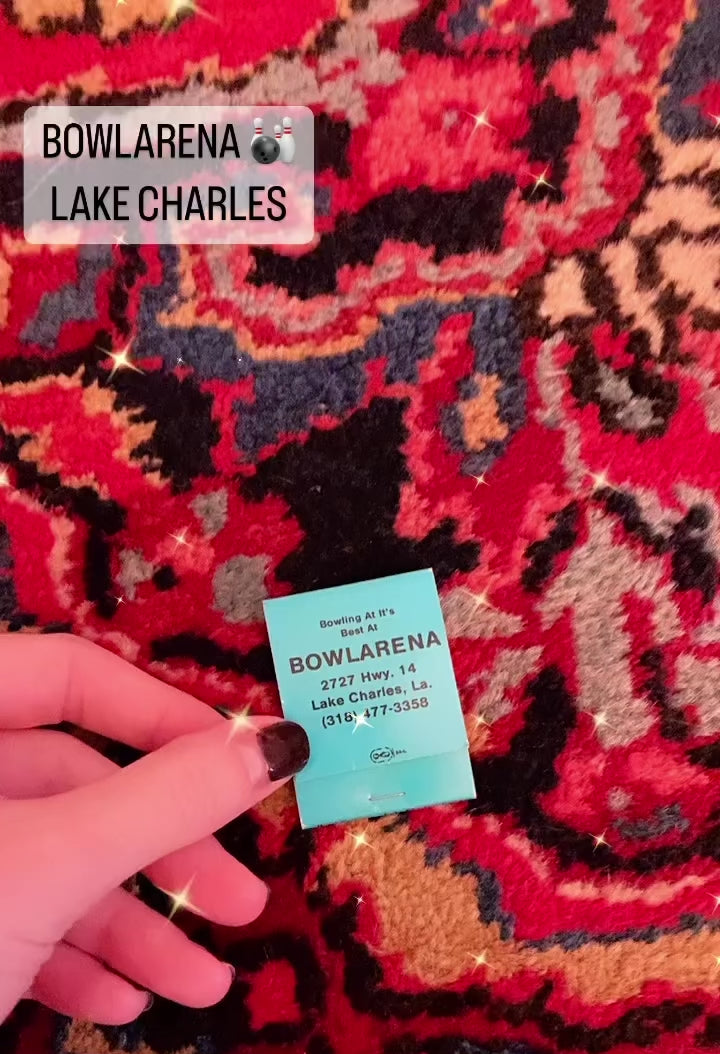 BOWLARENA 🎳
LAKE CHARLES
Bowling At It's
Best At
BOWLARENA
2727 Hwy. 14
Lake Charles, La.
(318) 477-3358